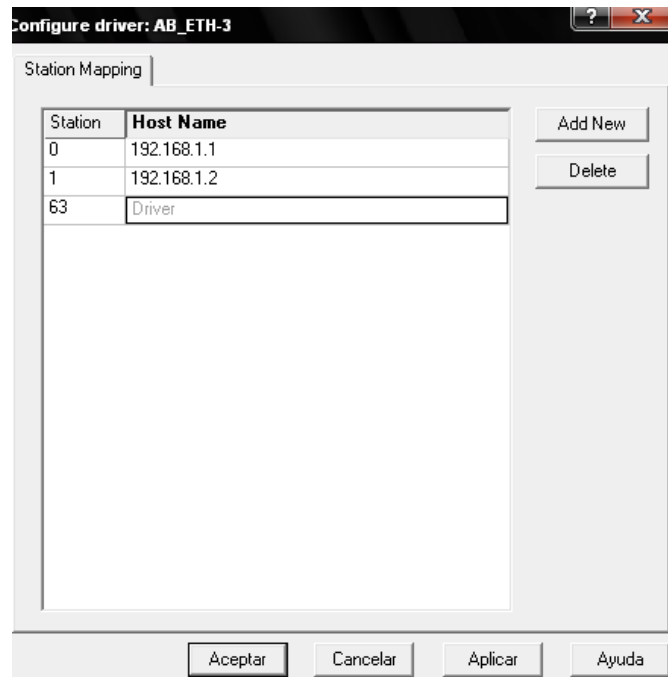 Configure driver: AB_ETH-3
?
X
Station Mapping
Station Host Name
0 192.168.1.1
1 192.168.1.2
63 Driver
Add New
Delete
Aceptar Cancelar Aplicar Ayuda